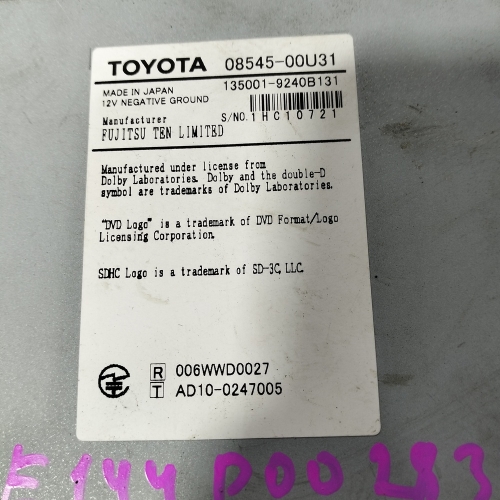 TOYOTA 08545-00U31
MADE IN JAPAN 135001-9240B131
12V NEGATIVE GROUND
Manufacturer S/NO. 1HC10721
FUJITSU TEN LIMITED
Manufactured under license from
Dolby Laboratories. Dolby and the double-D
symbol are trademarks of Dolby Laboratories.
"DVD Logo" is a trademark of DVD Format/Logo
Licensing Corporation.
SDHC Logo is a trademark of SD-3C, LLC.
R 006WWD0027
T AD10-0247005
F144D00283